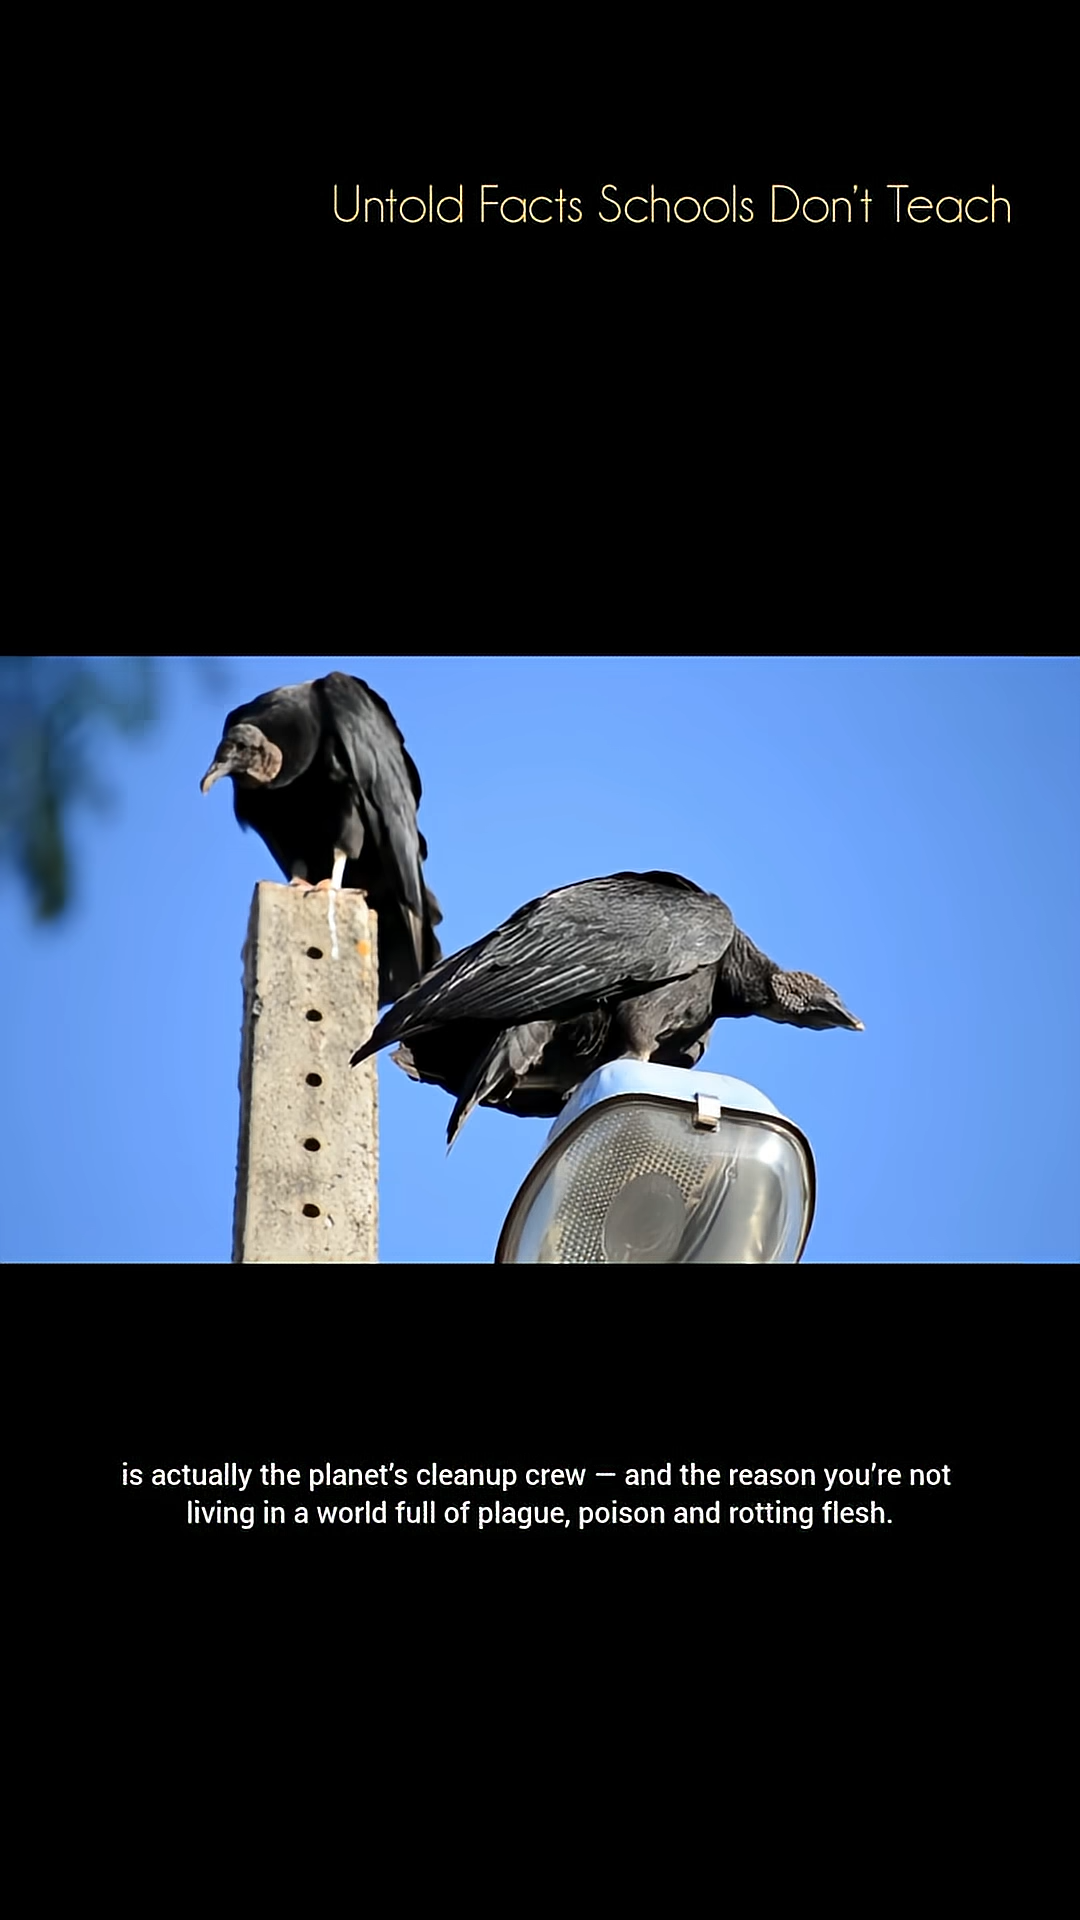 Untold Facts Schools Don’t Teach
is actually the planet’s cleanup crew — and the reason you’re not
living in a world full of plague, poison and rotting flesh.